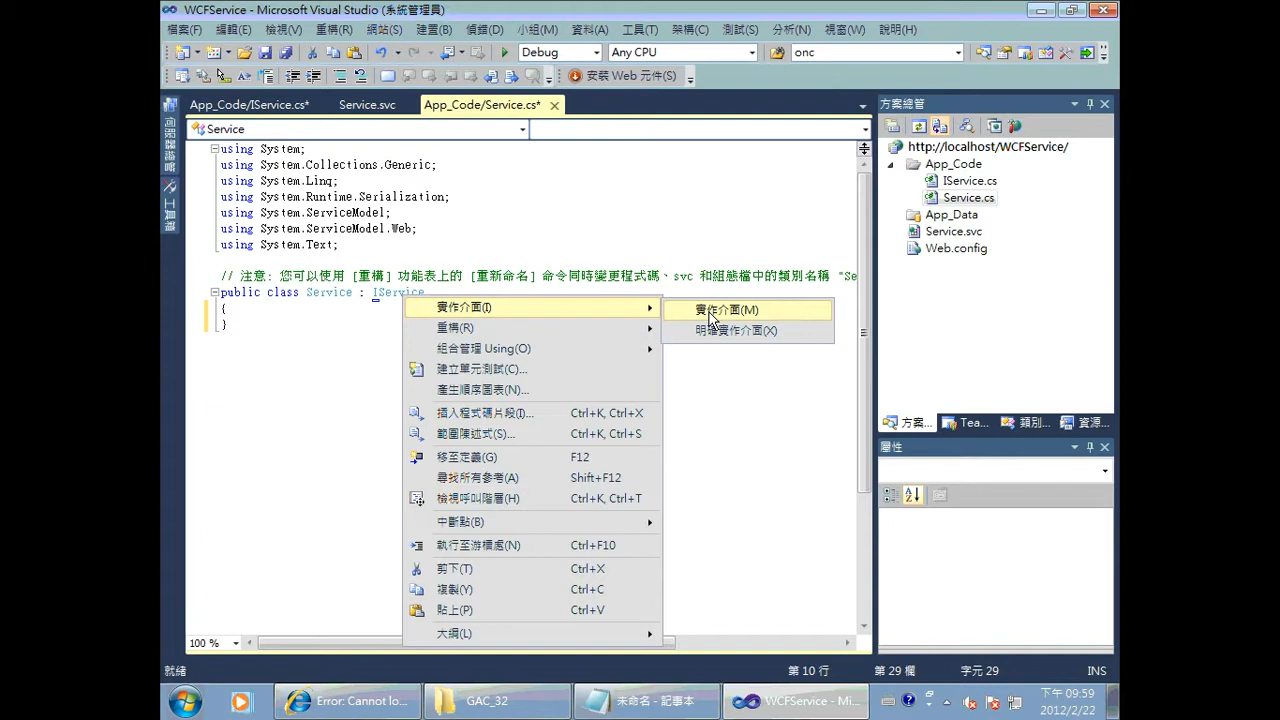 WCFService - Microsoft Visual Studio (系統管理員)
檔案(F) 編輯(E) 檢視(V) 重構(R) 網站(S) 建置(B) 偵錯(D) 小組(M) 資料(A) 工具(T) 架構(C) 測試(S) 分析(N) 視窗(W) 說明(H)
Debug Any CPU onc
安裝 Web 元件(S)
App_Code/IService.cs* Service.svc App_Code/Service.cs*
伺服器總管
工具箱
Service
using System;
using System.Collections.Generic;
using System.Linq;
using System.Runtime.Serialization;
using System.ServiceModel;
using System.ServiceModel.Web;
using System.Text;
// 注意: 您可以使用 [重構] 功能表上的 [重新命名] 命令同時變更程式碼、svc 和組態檔中的類別名稱 "Se
public class Service : IService
{
}
實作介面(I)
重構(R)
組合管理 Using(O)
建立單元測試(C)...
產生順序圖表(N)...
插入程式碼片段(I)... Ctrl+K, Ctrl+X
範圍陳述式(S)... Ctrl+K, Ctrl+S
移至定義(G) F12
尋找所有參考(A) Shift+F12
檢視呼叫階層(H) Ctrl+K, Ctrl+T
中斷點(B)
執行至游標處(N) Ctrl+F10
剪下(T) Ctrl+X
複製(Y) Ctrl+C
貼上(P) Ctrl+V
大綱(L)
實作介面(M)
明確實作介面(X)
方案總管
http://localhost/WCFService/
App_Code
IService.cs
Service.cs
App_Data
Service.svc
Web.config
方案... Tea... 類別... 資源...
屬性
100 %
就緒 第 10 行 第 29 欄 字元 29 INS
Error: Cannot lo... GAC_32 未命名 - 記事本 WCFService - Mi...
下午 09:59
2012/2/22